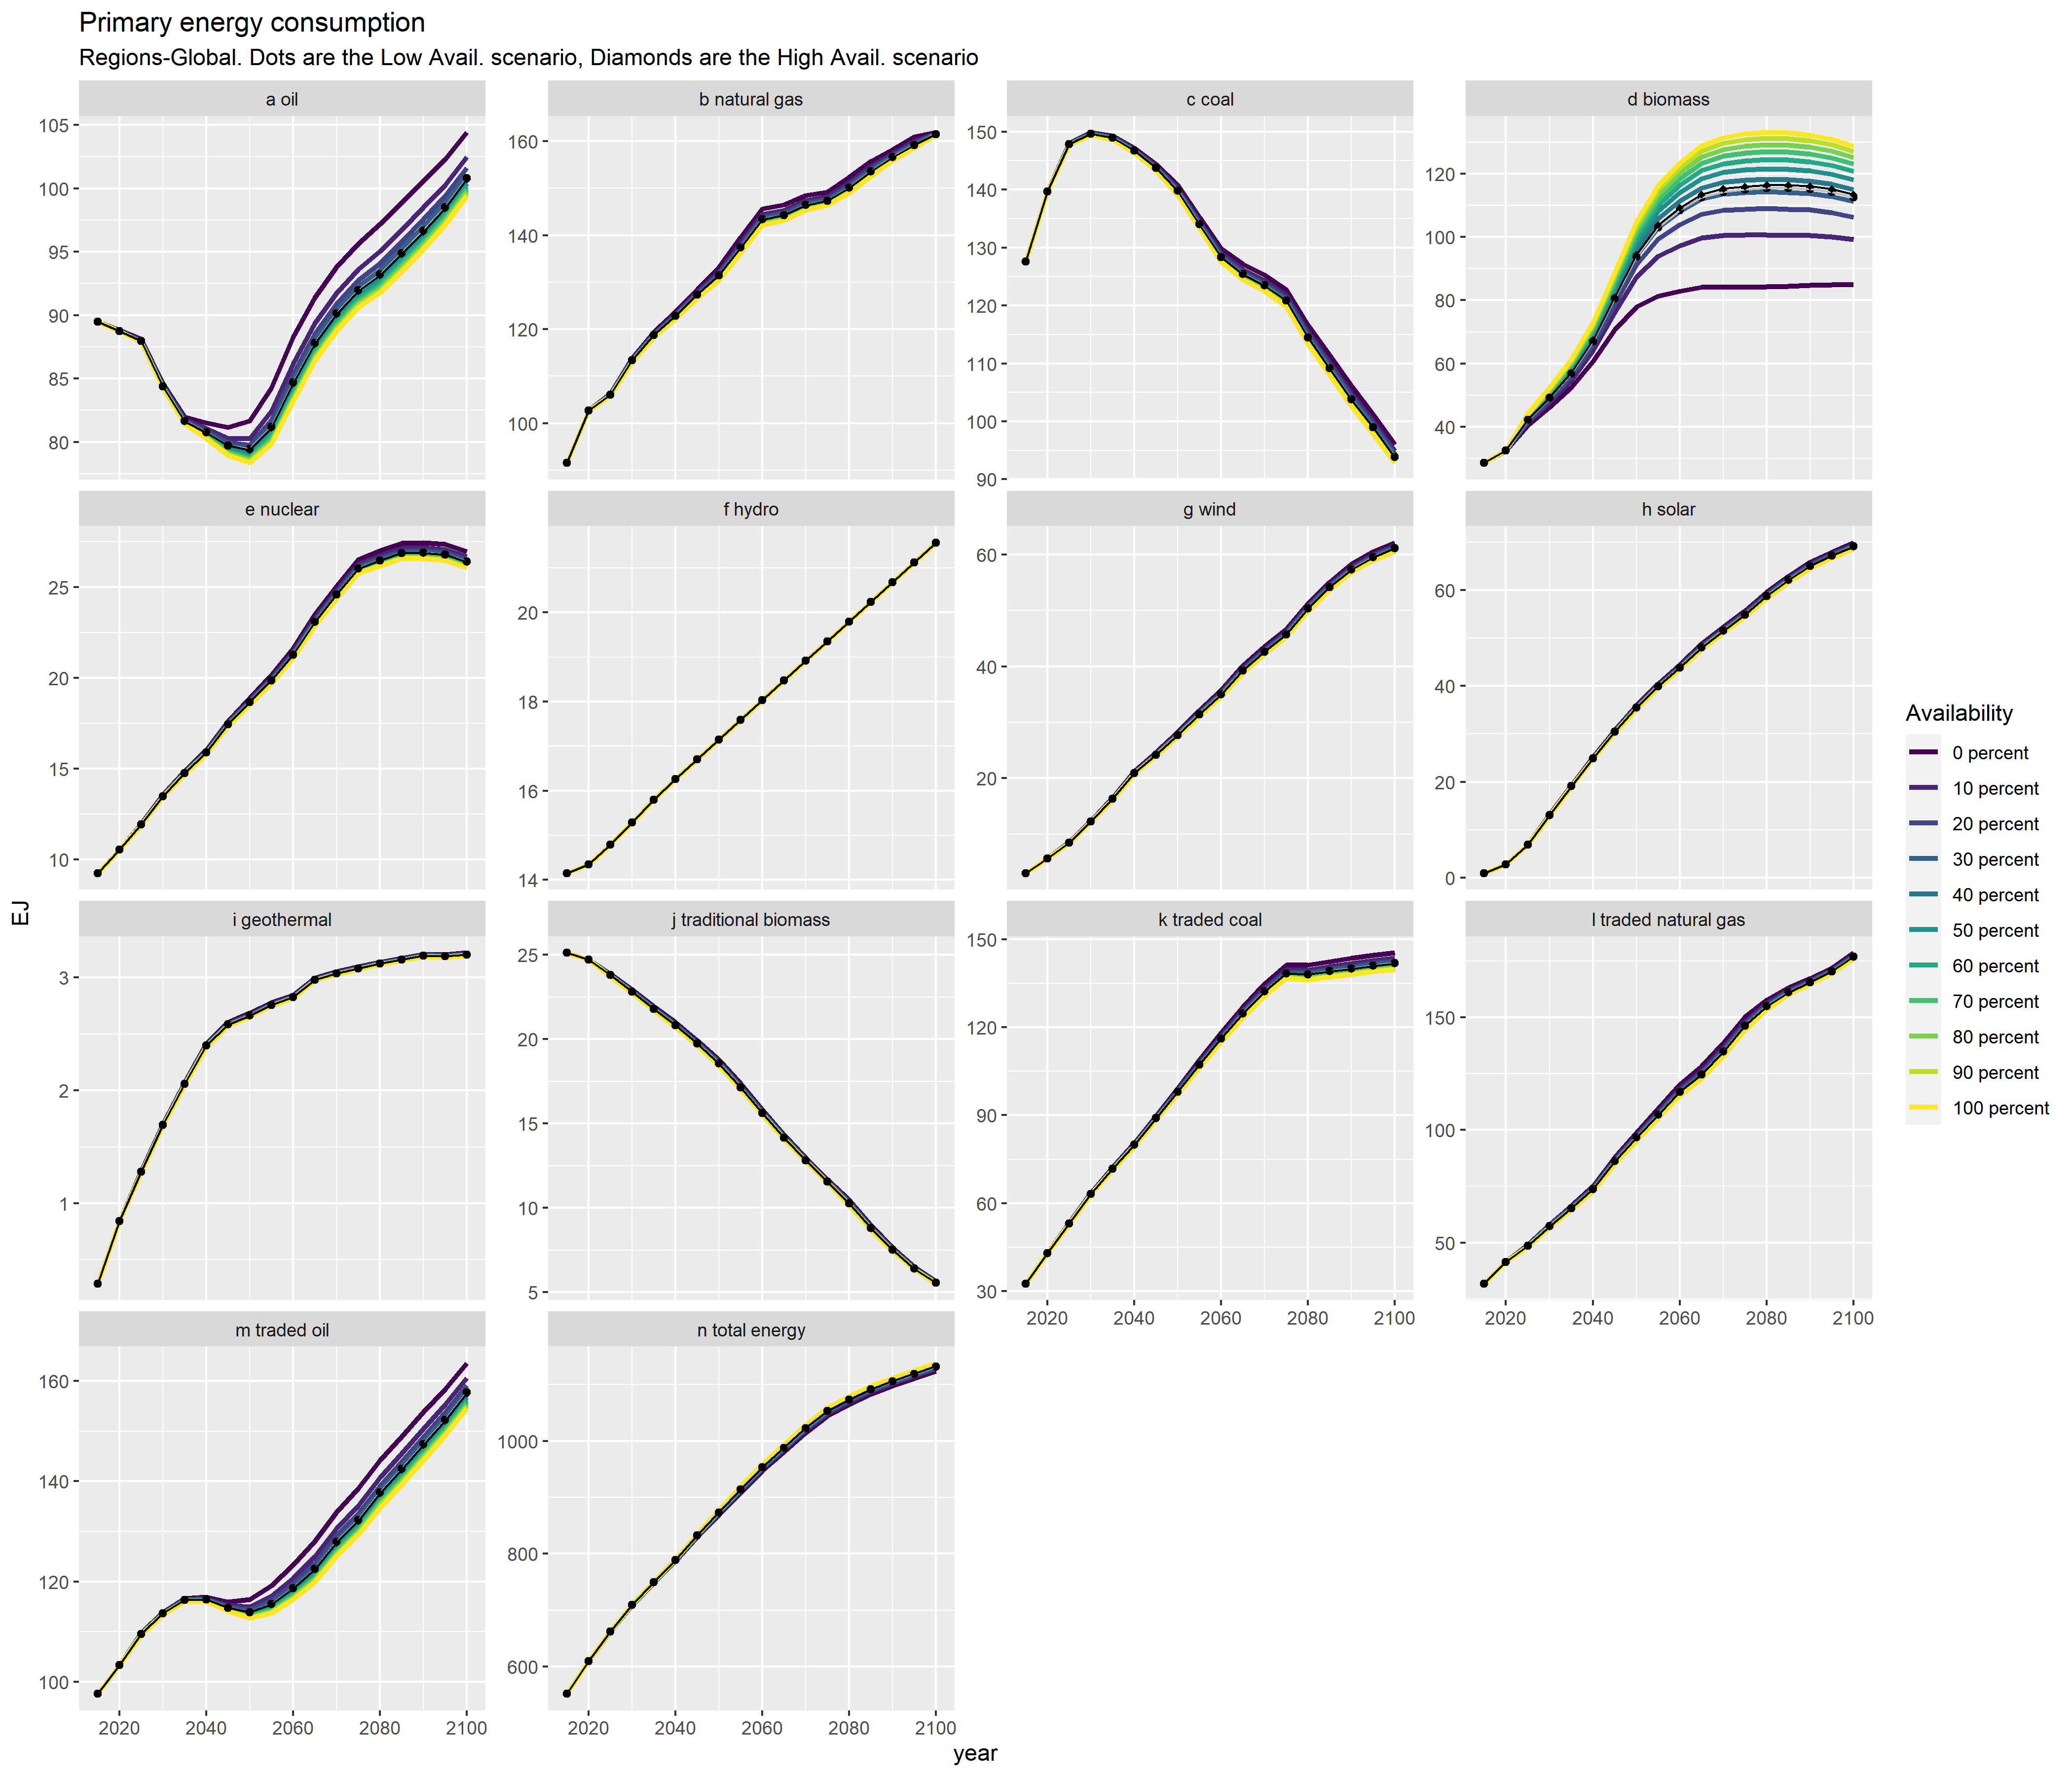 Primary energy consumption
Regions-Global. Dots are the Low Avail. scenario, Diamonds are the High Avail. scenario
a oil
b natural gas
c coal
d biomass
105
100
95
90
85
80
160
140
120
100
150
140
130
120
110
100
90
120
100
80
60
40
e nuclear
f hydro
g wind
h solar
25
20
15
10
20
18
16
14
60
40
20
60
40
20
0
EJ
i geothermal
j traditional biomass
k traded coal
l traded natural gas
3
2
1
25
20
15
10
5
150
120
90
60
30
150
100
50
2020 2040 2060 2080 2100
2020 2040 2060 2080 2100
m traded oil
n total energy
160
140
120
100
1000
800
600
2020 2040 2060 2080 2100
2020 2040 2060 2080 2100
year
Availability
0 percent
10 percent
20 percent
30 percent
40 percent
50 percent
60 percent
70 percent
80 percent
90 percent
100 percent